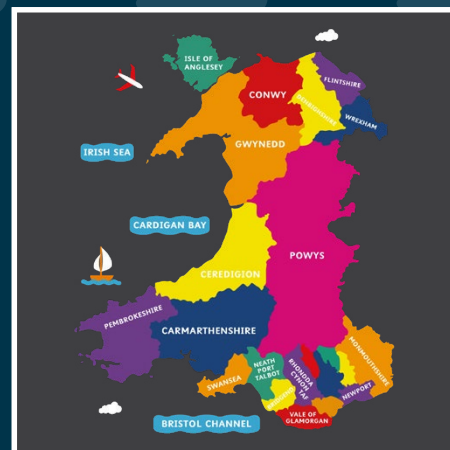 ISLE OF
ANGLESEY
FLINTSHIRE
CONWY
DENBIGHSHIRE
WREXHAM
GWYNEDD
IRISH SEA
CARDIGAN BAY
POWYS
CEREDIGION
PEMBROKESHIRE
CARMARTHENSHIRE
MONMOUTHSHIRE
NEATH
PORT
TALBOT
RHONDDA
CYNON
TAF
SWANSEA
BRIDGEND
NEWPORT
VALE OF
GLAMORGAN
BRISTOL CHANNEL